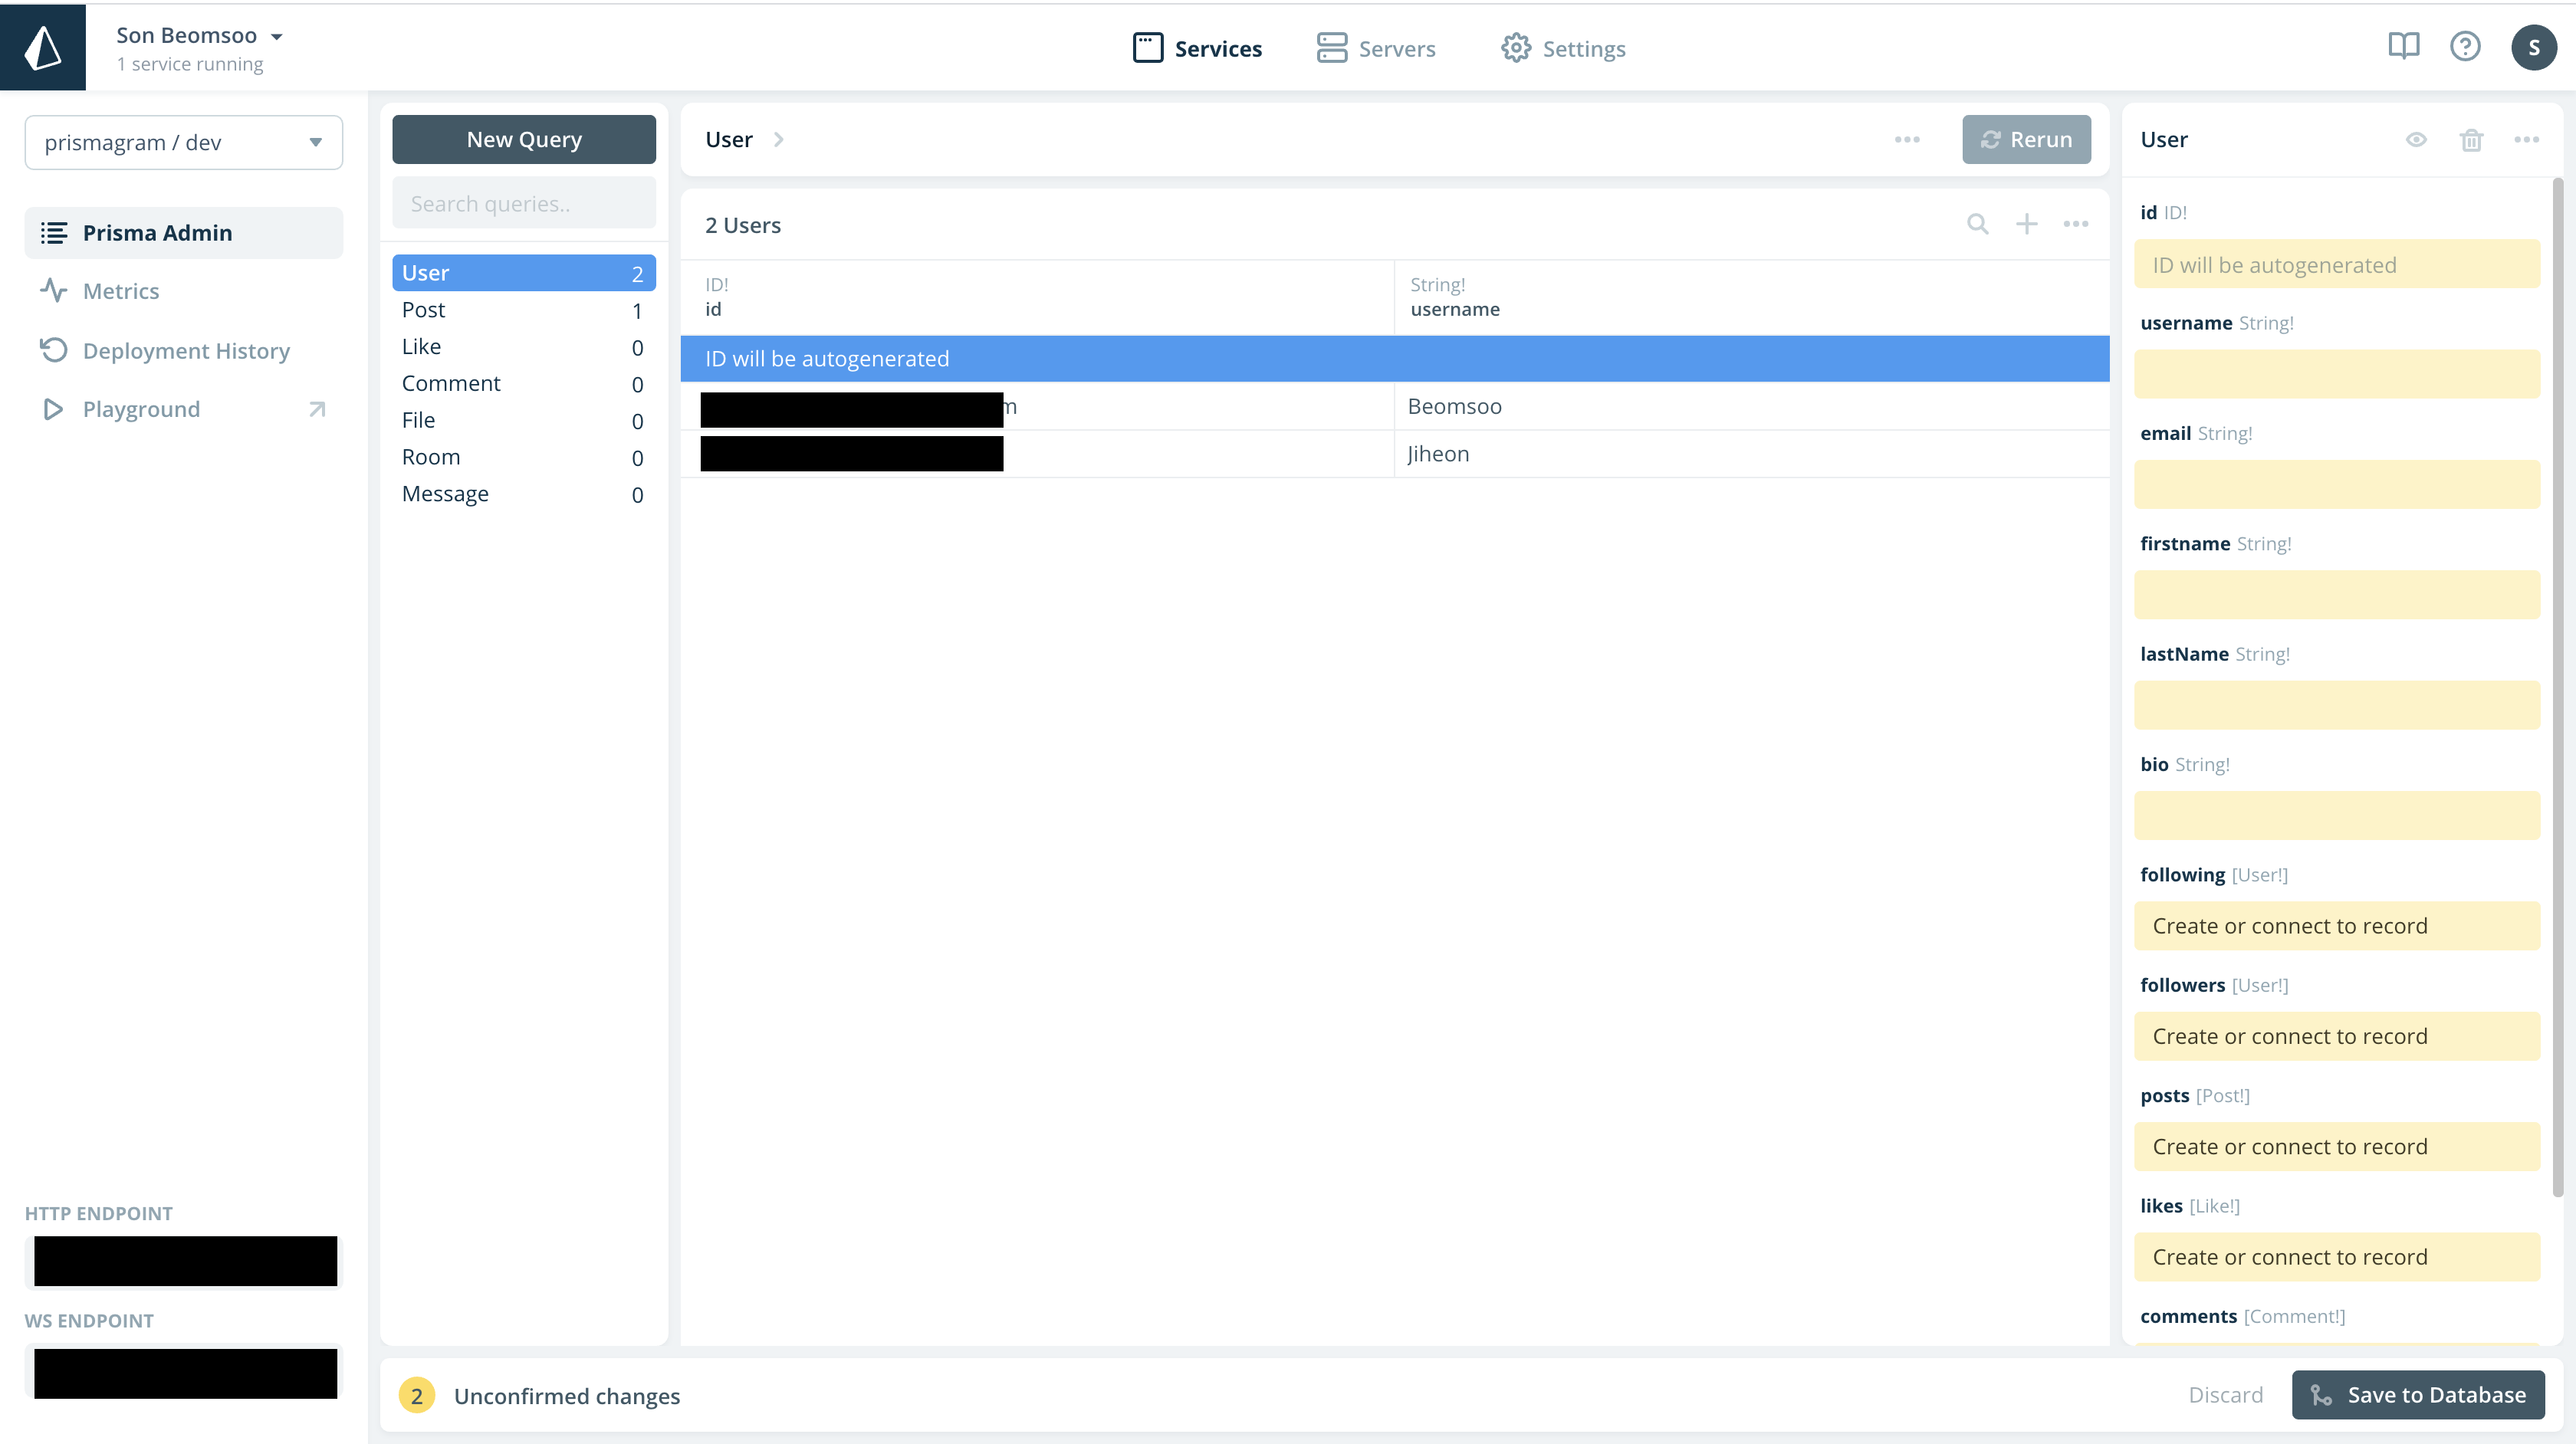 Son Beomsoo
1 service running
Services
Servers
Settings
S
prismagram / dev
Prisma Admin
Metrics
Deployment History
Playground
HTTP ENDPOINT
WS ENDPOINT
New Query
Search queries..
User 2
Post 1
Like 0
Comment 0
File 0
Room 0
Message 0
User
Rerun
2 Users
ID!
id
String!
username
ID will be autogenerated
m Beomsoo
Jiheon
User
id ID!
ID will be autogenerated
username String!
email String!
firstname String!
lastName String!
bio String!
following [User!]
Create or connect to record
followers [User!]
Create or connect to record
posts [Post!]
Create or connect to record
likes [Like!]
Create or connect to record
comments [Comment!]
2 Unconfirmed changes
Discard
Save to Database